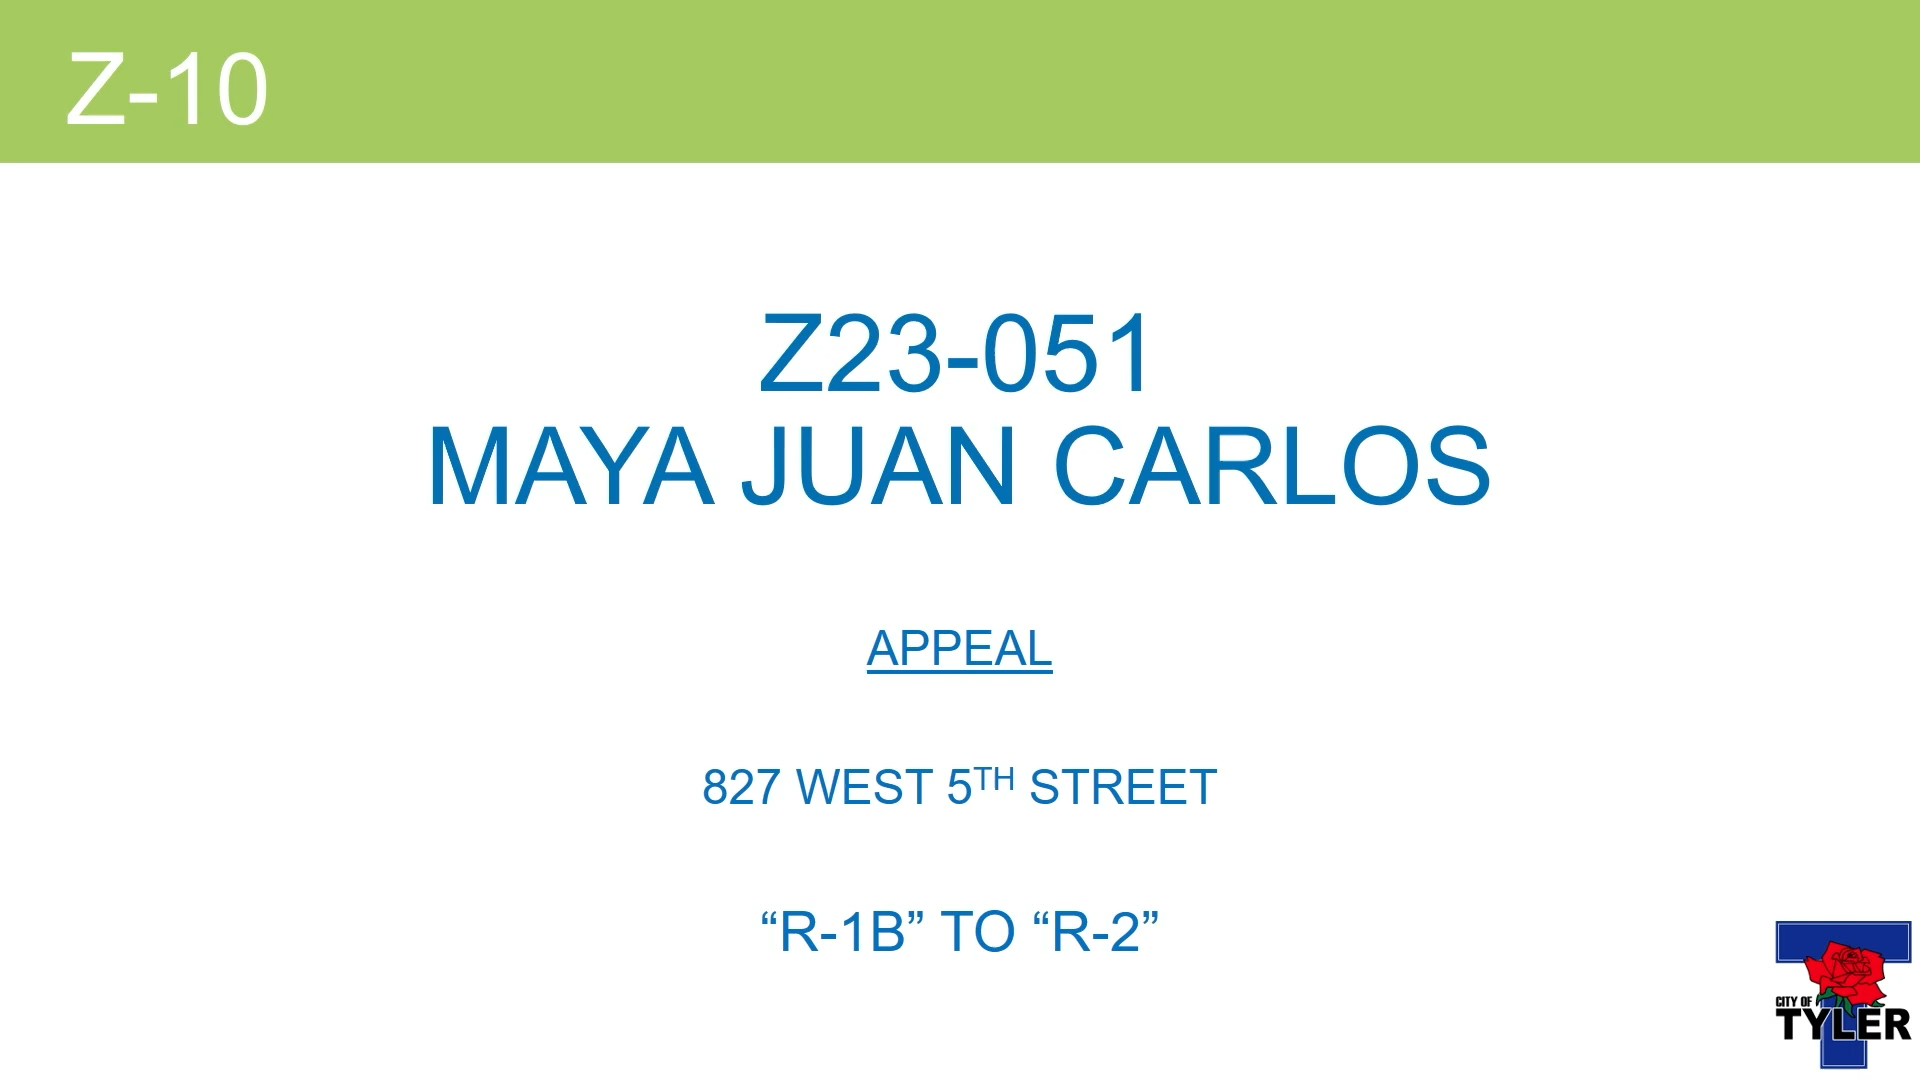 Z-10
Z23-051
MAYA JUAN CARLOS
APPEAL
827 WEST 5TH STREET
“R-1B” TO “R-2”
CITY OF
TYLER